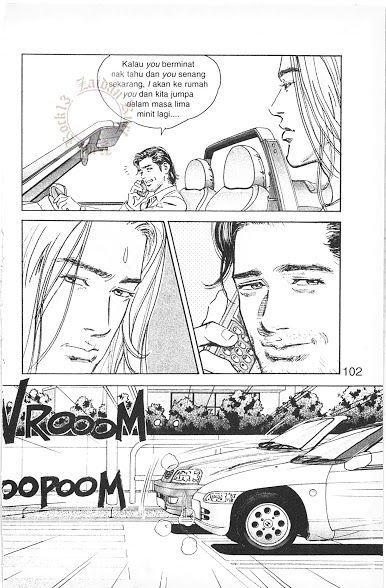 Kalau you berminat
nak tahu dan you senang
sekarang, I akan ke rumah
you dan kita jumpa
dalam masa lima
minit lagi....
102
VROOOM
OOPOOM